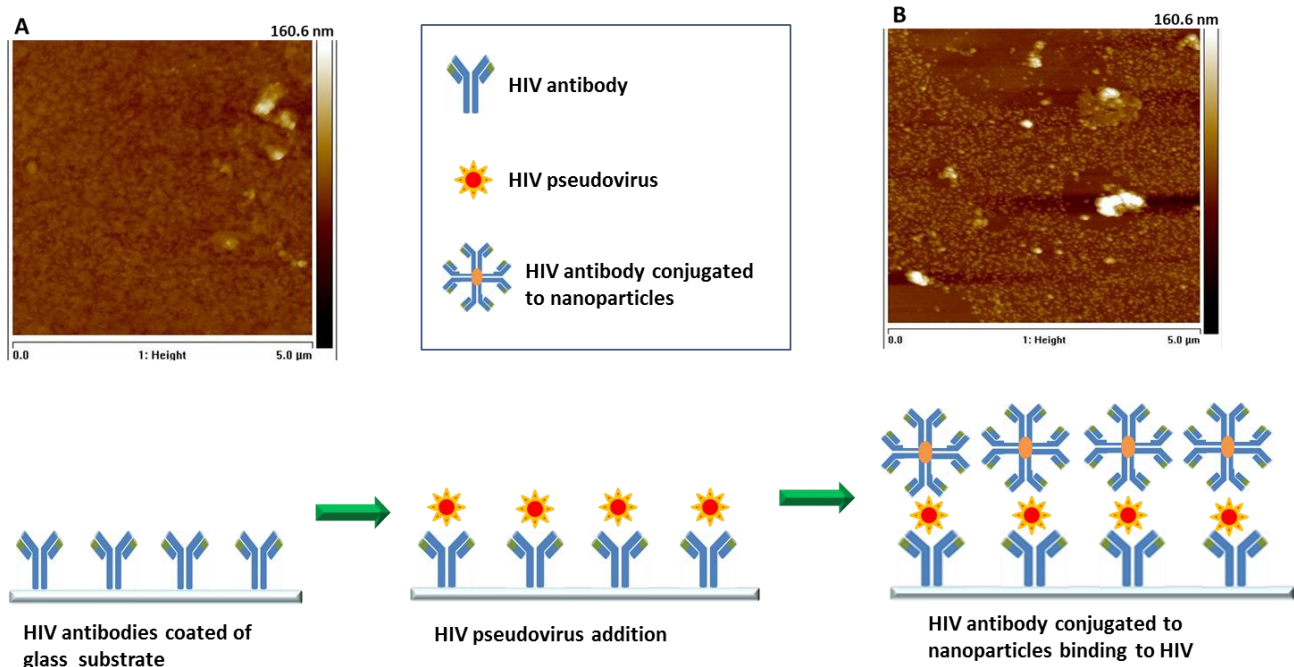 A
160.6 nm
0.0
1: Height
5.0 µm
HIV antibody
HIV pseudovirus
HIV antibody conjugated
to nanoparticles
B
160.6 nm
0.0
1: Height
5.0 µm
HIV antibodies coated of
glass substrate
HIV pseudovirus addition
HIV antibody conjugated to
nanoparticles binding to HIV